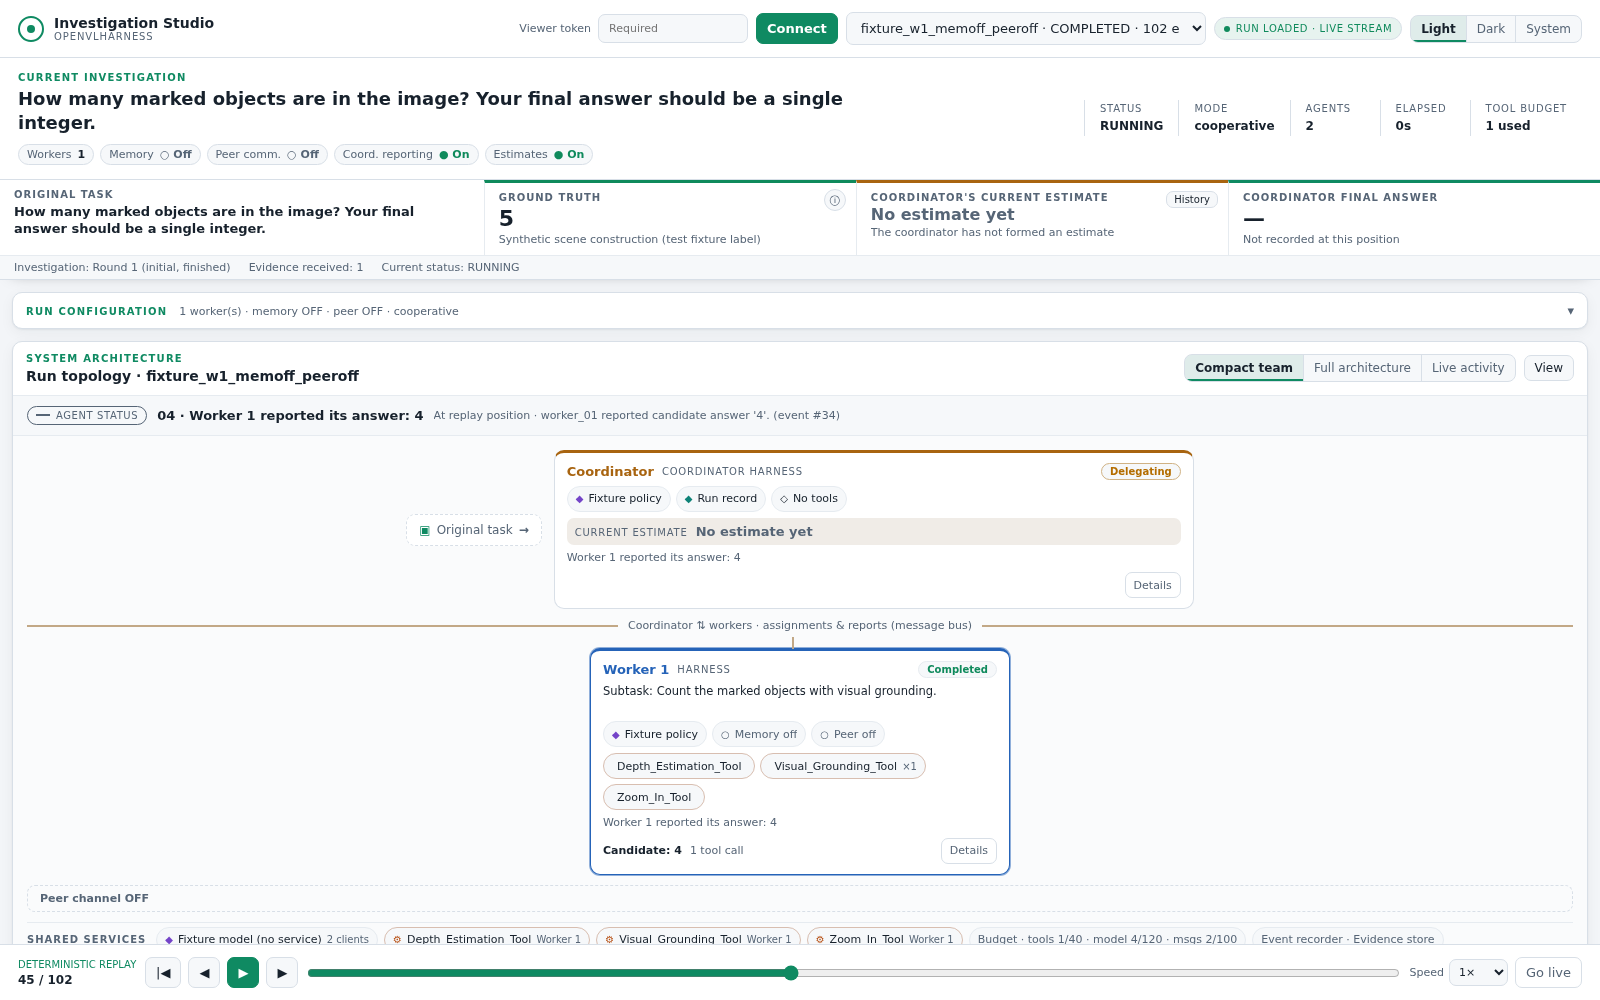 Investigation Studio
OPENVLHARNESS
Viewer token
Required
Connect
fixture_w1_memoff_peeroff · COMPLETED · 102 e
RUN LOADED · LIVE STREAM
Light
Dark
System
CURRENT INVESTIGATION
How many marked objects are in the image? Your final answer should be a single
integer.
Workers 1
Memory ○ Off
Peer comm. ○ Off
Coord. reporting ● On
Estimates ● On
STATUS
RUNNING
MODE
cooperative
AGENTS
2
ELAPSED
0s
TOOL BUDGET
1 used
ORIGINAL TASK
How many marked objects are in the image? Your final
answer should be a single integer.
GROUND TRUTH
ⓘ
5
Synthetic scene construction (test fixture label)
COORDINATOR'S CURRENT ESTIMATE
History
No estimate yet
The coordinator has not formed an estimate
COORDINATOR FINAL ANSWER
—
Not recorded at this position
Investigation: Round 1 (initial, finished)
Evidence received: 1
Current status: RUNNING
RUN CONFIGURATION
1 worker(s) · memory OFF · peer OFF · cooperative
SYSTEM ARCHITECTURE
Run topology · fixture_w1_memoff_peeroff
Compact team
Full architecture
Live activity
View
AGENT STATUS
04 · Worker 1 reported its answer: 4
At replay position · worker_01 reported candidate answer '4'. (event #34)
Original task →
Coordinator COORDINATOR HARNESS
Delegating
◆ Fixture policy
◆ Run record
◇ No tools
CURRENT ESTIMATE No estimate yet
Worker 1 reported its answer: 4
Details
Coordinator ⇅ workers · assignments & reports (message bus)
Worker 1 HARNESS
Completed
Subtask: Count the marked objects with visual grounding.
◆ Fixture policy
○ Memory off
○ Peer off
Depth_Estimation_Tool
Visual_Grounding_Tool ×1
Zoom_In_Tool
Worker 1 reported its answer: 4
Candidate: 4 1 tool call
Details
Peer channel OFF
SHARED SERVICES
◆ Fixture model (no service) 2 clients
Depth_Estimation_Tool Worker 1
Visual_Grounding_Tool Worker 1
Zoom_In_Tool Worker 1
Budget · tools 1/40 · model 4/120 · msgs 2/100
Event recorder · Evidence store
DETERMINISTIC REPLAY
45 / 102
Speed
1×
Go live